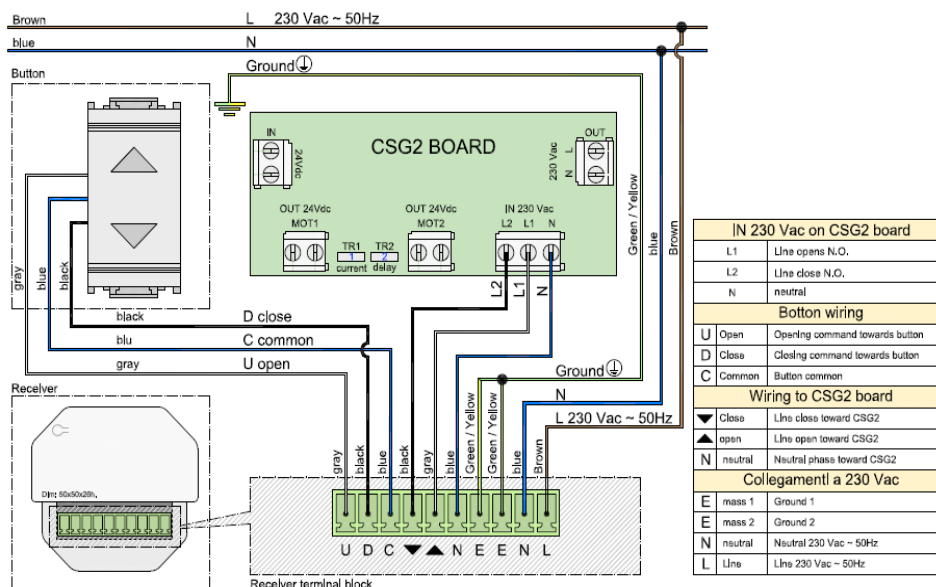 Brown
L 230 Vac ~ 50Hz
blue
N
Ground
Button
IN
24Vdc
CSG2 BOARD
OUT
230 Vac
L
N
OUT 24Vdc
MOT1
TR1
1
current
TR2
2
delay
OUT 24Vdc
MOT2
IN 230 Vac
L2 L1 N
Green / Yellow
blue
Brown
gray
blue
black
L2
L1
N
black
D close
blu
C common
gray
U open
Ground
N
L 230 Vac ~ 50Hz
Receiver
Dim: 50x50x28h.
gray
black
blue
black
gray
blue
Green / Yellow
Green / Yellow
blue
Brown
U D C ▼ ▲ N E E N L
Receiver terminal block
IN 230 Vac on CSG2 board
L1 Line opens N.O.
L2 Line close N.O.
N neutral
Botton wiring
U Open Opening command towards button
D Close Closing command towards button
C Common Button common
Wiring to CSG2 board
▼ Close Line close toward CSG2
▲ open Line open toward CSG2
N neutral Neutral phase toward CSG2
Collegamenti a 230 Vac
E mass 1 Ground 1
E mass 2 Ground 2
N neutral Neutral 230 Vac ~ 50Hz
L Line Line 230 Vac ~ 50Hz